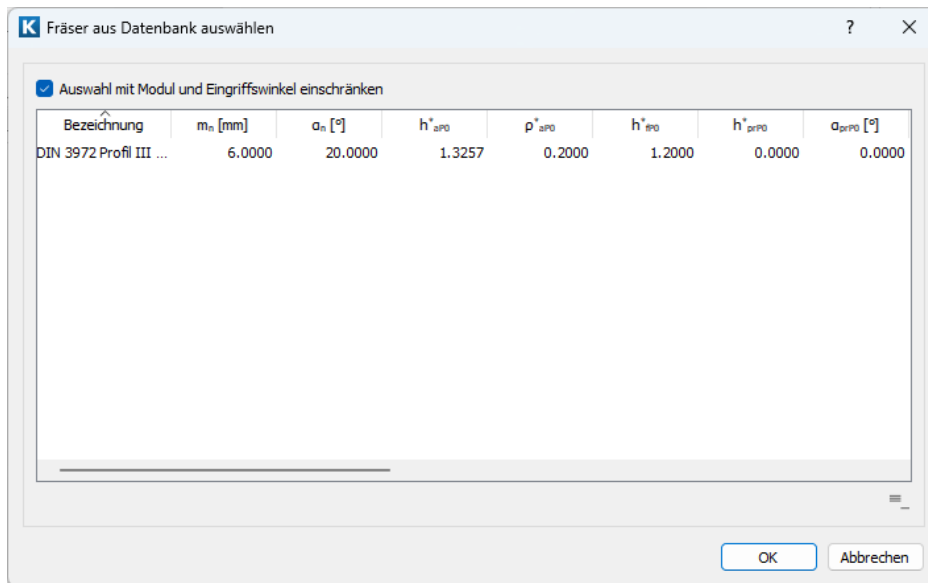 K Fräser aus Datenbank auswählen ?
Auswahl mit Modul und Eingriffswinkel einschränken
Bezeichnung mₙ [mm] αₙ [°] h*aP0 ρ*aP0 h*fP0 h*prP0 αprP0 [°]
DIN 3972 Profil III ... 6.0000 20.0000 1.3257 0.2000 1.2000 0.0000 0.0000
OK Abbrechen